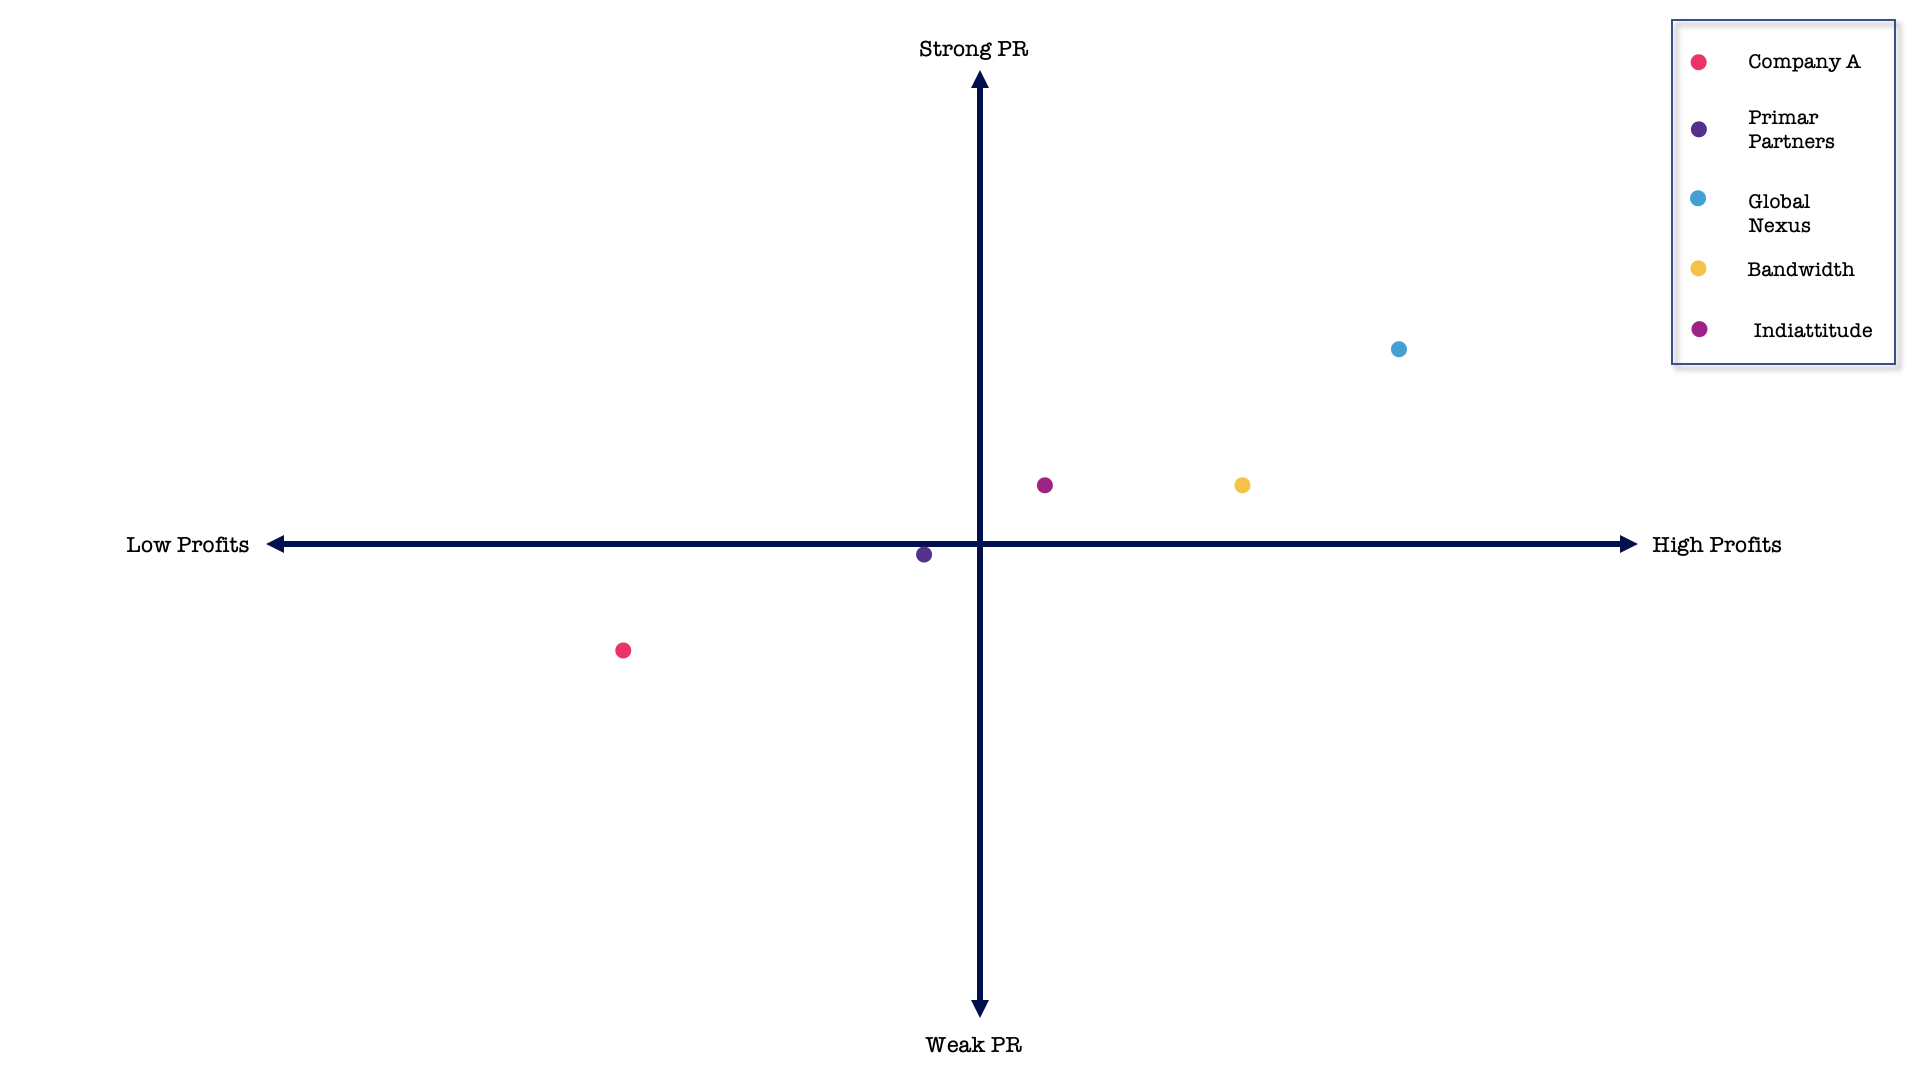 Strong PR
Company A
Primar
Partners
Global
Nexus
Bandwidth
Indiattitude
Low Profits
High Profits
Weak PR